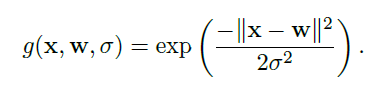 g(x, w, σ) = exp ( −‖x − w‖² / 2σ² ) .